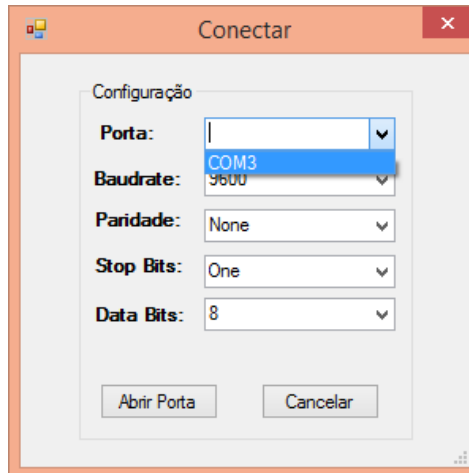 Conectar
Configuração
Porta:
COM3
Baudrate: 9600
Paridade: None
Stop Bits: One
Data Bits: 8
Abrir Porta Cancelar